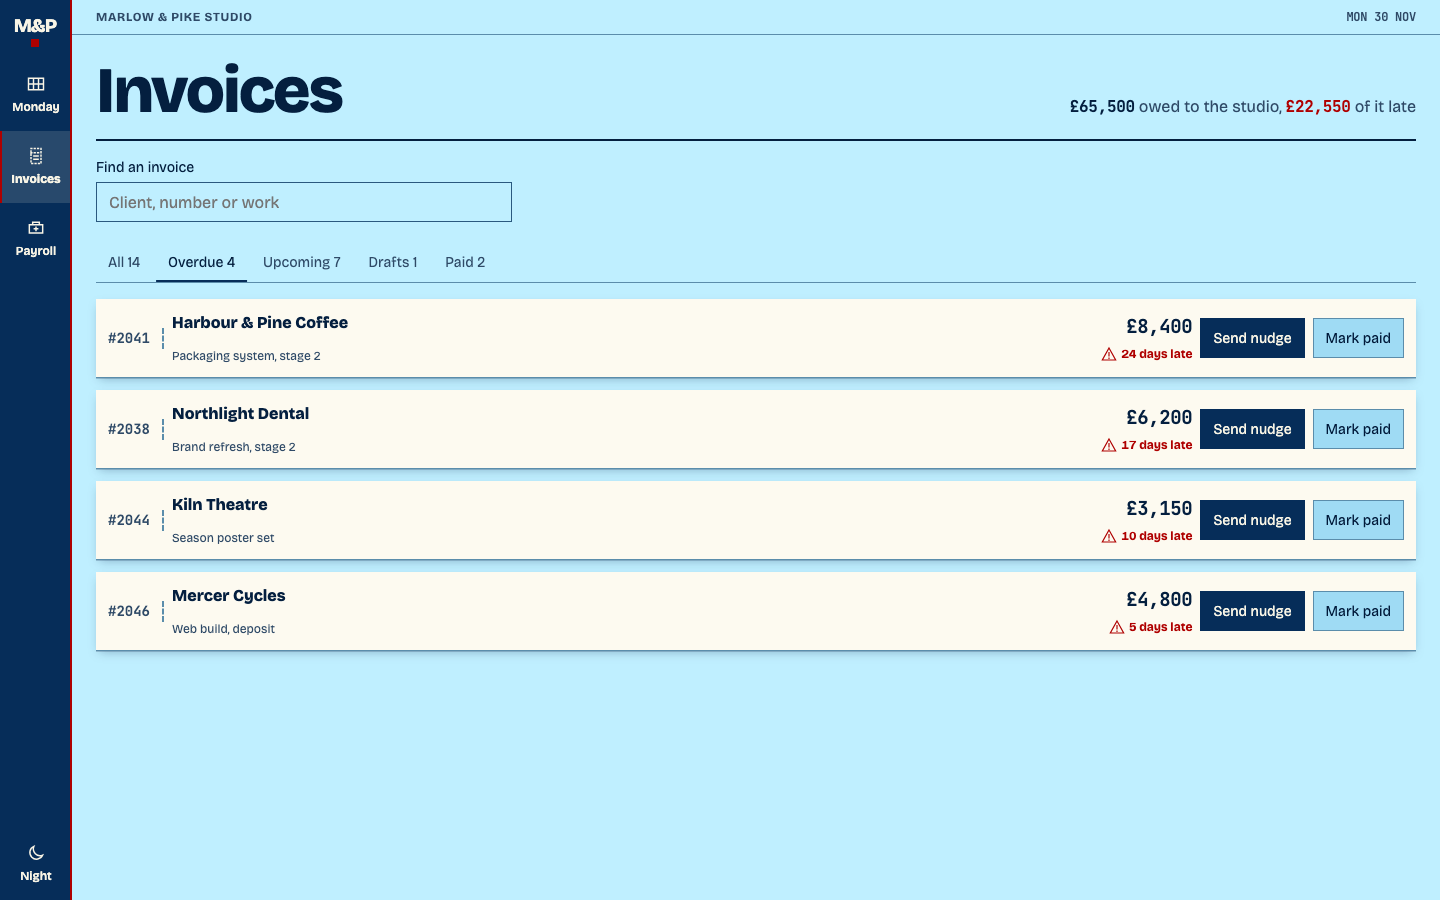 M&P
Monday
Invoices
Payroll
Night
MARLOW & PIKE STUDIO
MON 30 NOV
Invoices
£65,500 owed to the studio, £22,550 of it late
Find an invoice
Client, number or work
All 14
Overdue 4
Upcoming 7
Drafts 1
Paid 2
#2041
Harbour & Pine Coffee
Packaging system, stage 2
£8,400
24 days late
Send nudge
Mark paid
#2038
Northlight Dental
Brand refresh, stage 2
£6,200
17 days late
Send nudge
Mark paid
#2044
Kiln Theatre
Season poster set
£3,150
10 days late
Send nudge
Mark paid
#2046
Mercer Cycles
Web build, deposit
£4,800
5 days late
Send nudge
Mark paid